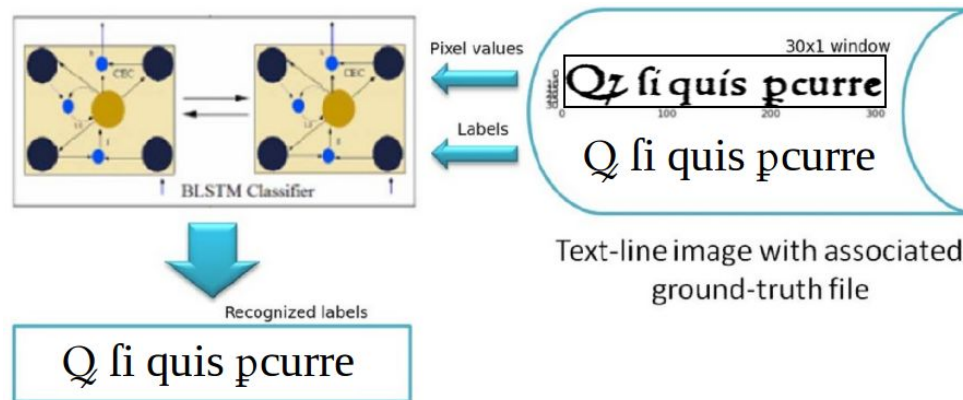 CEC
CEC
BLSTM Classifier
Pixel values
Labels
30x1 window
Qꝫ ſi quis ꝑcurre
0 100 200 300
Ꝗ ſi quis ꝑcurre
Text-line image with associated
ground-truth file
Recognized labels
Ꝗ ſi quis ꝑcurre